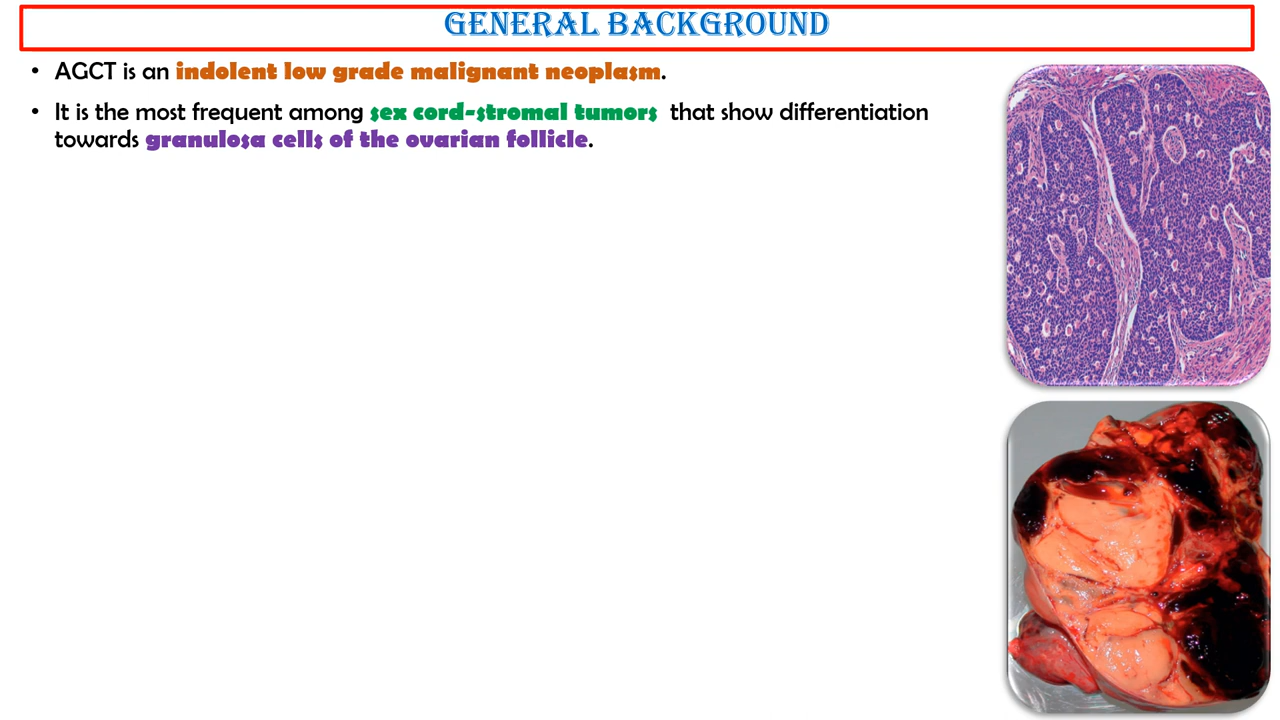 GENERAL BACKGROUND
• AGCT is an indolent low grade malignant neoplasm.
• It is the most frequent among sex cord-stromal tumors that show differentiation
towards granulosa cells of the ovarian follicle.